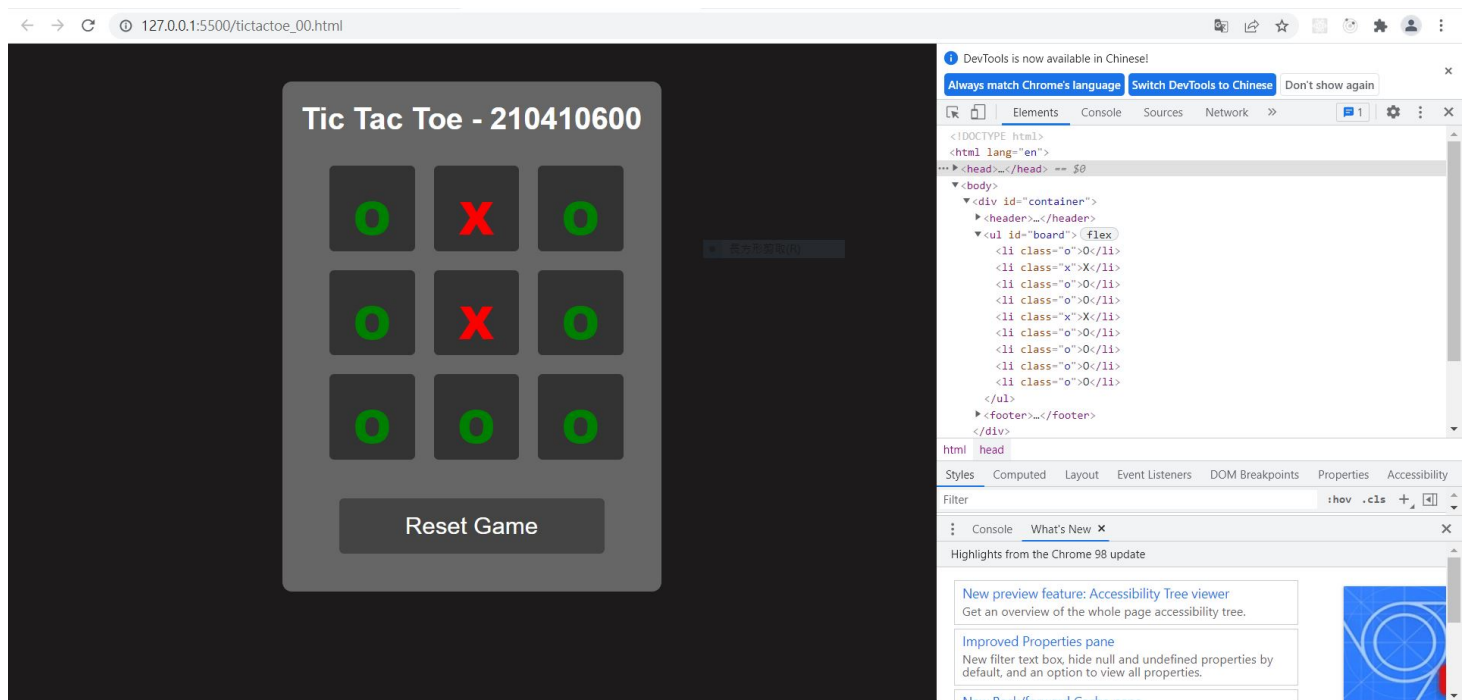 127.0.0.1:5500/tictactoe_00.html
Tic Tac Toe - 210410600
O X O
O X O
O O O
Reset Game
DevTools is now available in Chinese!
Always match Chrome's language Switch DevTools to Chinese Don't show again
Elements Console Sources Network » 1
<!DOCTYPE html>
<html lang="en">
<head>…</head> == $0
<body>
<div id="container">
<header>…</header>
<ul id="board"> flex
<li class="o">O</li>
<li class="x">X</li>
<li class="o">O</li>
<li class="o">O</li>
<li class="x">X</li>
<li class="o">O</li>
<li class="o">O</li>
<li class="o">O</li>
<li class="o">O</li>
</ul>
<footer>…</footer>
</div>
html head
Styles Computed Layout Event Listeners DOM Breakpoints Properties Accessibility
Filter :hov .cls +
Console What's New
Highlights from the Chrome 98 update
New preview feature: Accessibility Tree viewer
Get an overview of the whole page accessibility tree.
Improved Properties pane
New filter text box, hide null and undefined properties by
default, and an option to view all properties.